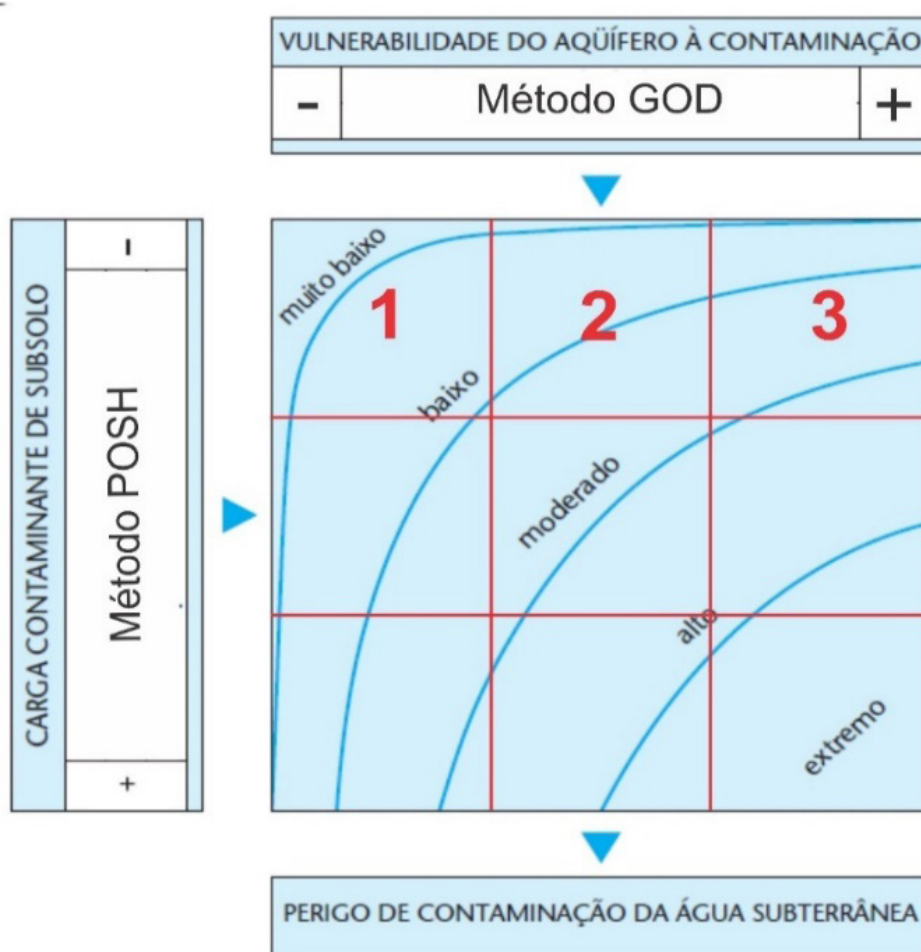 VULNERABILIDADE DO AQÜÍFERO À CONTAMINAÇÃO
- Método GOD +
CARGA CONTAMINANTE DE SUBSOLO
-
Método POSH
+
muito baixo
1 2 3
baixo
moderado
alto
extremo
PERIGO DE CONTAMINAÇÃO DA ÁGUA SUBTERRÂNEA